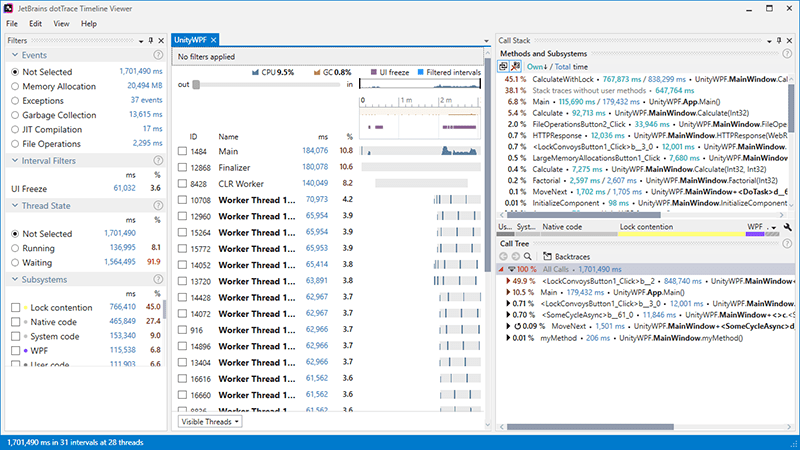 JetBrains dotTrace Timeline Viewer
File Edit View Help
Filters
Events
Not Selected 1,701,490 ms
Memory Allocation 20,494 MB
Exceptions 37 events
Garbage Collection 13,615 ms
JIT Compilation 17 ms
File Operations 2,295 ms
Interval Filters
ms %
UI Freeze 61,032 3.6
Thread State
ms %
Not Selected 1,701,490
Running 136,995 8.1
Waiting 1,564,495 91.9
Subsystems
ms %
Lock contention 766,410 45.0
Native code 465,849 27.4
System code 153,340 9.0
WPF 115,538 6.8
User code 111,903 6.6
UnityWPF
No filters applied
CPU 9.5% GC 0.8% UI freeze Filtered intervals
out in
0 1 m 2 m
ID Name ms %
1484 Main 184,076 10.8
12868 Finalizer 180,078 10.6
8428 CLR Worker 140,049 8.2
10708 Worker Thread 1... 70,973 4.2
12960 Worker Thread 1... 65,954 3.9
15264 Worker Thread 1... 65,954 3.9
15772 Worker Thread 1... 65,953 3.9
14052 Worker Thread 1... 65,414 3.8
13720 Worker Thread 1... 63,891 3.8
14428 Worker Thread 1... 62,967 3.7
14072 Worker Thread 1... 62,967 3.7
916 Worker Thread 1... 62,967 3.7
14896 Worker Thread 1... 62,966 3.7
13404 Worker Thread 1... 62,966 3.7
16616 Worker Thread 1... 61,562 3.6
16660 Worker Thread 1... 61,562 3.6
Worker Thread 1... 61,562 3.6
Visible Threads
Call Stack
Methods and Subsystems
Own↓ / Total time
45.1 % CalculateWithLock • 767,873 / 838,299 ms • UnityWPF.MainWindow.Calc
38.1 % Stack traces without user methods • 647,764 ms
6.8 % Main • 115,690 ms / 179,432 ms • UnityWPF.App.Main()
5.4 % Calculate • 92,713 ms • UnityWPF.MainWindow.Calculate(Int32)
2.0 % FileOperationsButton2_Click • 33,946 ms • UnityWPF.MainWindow.FileOper
0.7 % HTTPResponse • 12,036 ms • UnityWPF.MainWindow.HTTPResponse(WebR
0.7 % <LockConvoysButton1_Click>b__3_0 • 12,001 ms • UnityWPF.MainWindow.
0.5 % LargeMemoryAllocationsButton1_Click • 7,680 ms • UnityWPF.MainWindow.
0.4 % Calculate • 7,275 ms • UnityWPF.MainWindow.Calculate(Int32, Int32)
0.2 % Factorial • 2,597 / 2,607 ms • UnityWPF.MainWindow.Factorial(Int32)
0.1 % MoveNext • 1,702 ms / 1,705 ms • UnityWPF.MainWindow+<DoTask>d__6
0.01 % InitializeComponent • 98 ms • UnityWPF.MainWindow.InitializeCompone
Us... Syst... Native code Lock contention WPF
Call Tree
Backtraces
100 % All Calls • 1,701,490 ms
49.9 % <LockConvoysButton1_Click>b__2 • 848,740 ms • UnityWPF.MainWindow
10.5 % Main • 179,432 ms • UnityWPF.App.Main()
0.71 % <LockConvoysButton1_Click>b__3_0 • 12,001 ms • UnityWPF.MainWindow.
0.70 % <SomeCycleAsync>b__61_0 • 11,846 ms • UnityWPF.MainWindow+<>c.<S
0.09 % MoveNext • 1,501 ms • UnityWPF.MainWindow+<SomeCycleAsync>d
0.01 % myMethod • 206 ms • UnityWPF.MainWindow.myMethod()
1,701,490 ms in 31 intervals at 28 threads